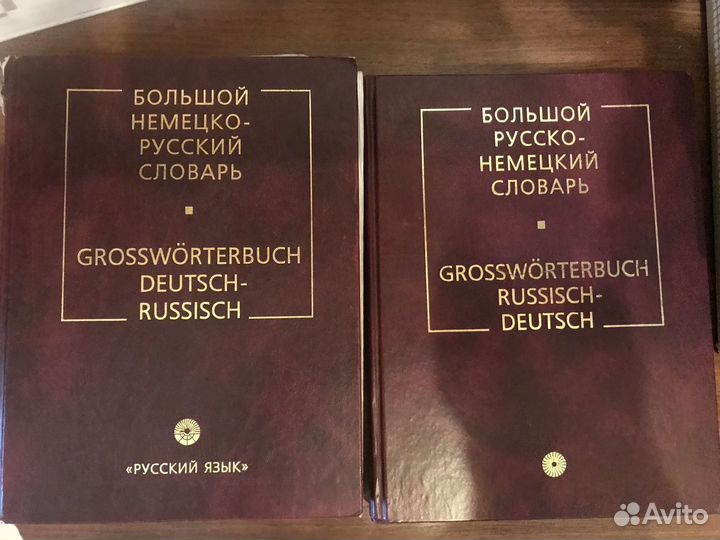 БОЛЬШОЙ
НЕМЕЦКО-
РУССКИЙ
СЛОВАРЬ
GROSSWÖRTERBUCH
DEUTSCH-
RUSSISCH
«РУССКИЙ ЯЗЫК»
БОЛЬШОЙ
РУССКО-
НЕМЕЦКИЙ
СЛОВАРЬ
GROSSWÖRTERBUCH
RUSSISCH-
DEUTSCH
Avito